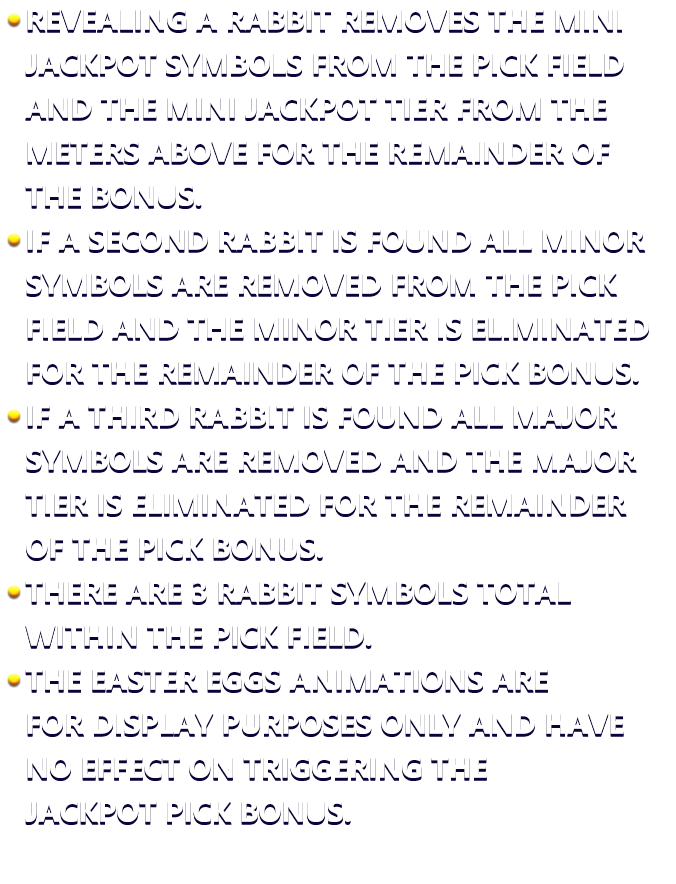 • REVEALING A RABBIT REMOVES THE MINI
JACKPOT SYMBOLS FROM THE PICK FIELD
AND THE MINI JACKPOT TIER FROM THE
METERS ABOVE FOR THE REMAINDER OF
THE BONUS.
• IF A SECOND RABBIT IS FOUND ALL MINOR
SYMBOLS ARE REMOVED FROM THE PICK
FIELD AND THE MINOR TIER IS ELIMINATED
FOR THE REMAINDER OF THE PICK BONUS.
• IF A THIRD RABBIT IS FOUND ALL MAJOR
SYMBOLS ARE REMOVED AND THE MAJOR
TIER IS ELIMINATED FOR THE REMAINDER
OF THE PICK BONUS.
• THERE ARE 3 RABBIT SYMBOLS TOTAL
WITHIN THE PICK FIELD.
• THE EASTER EGGS ANIMATIONS ARE
FOR DISPLAY PURPOSES ONLY AND HAVE
NO EFFECT ON TRIGGERING THE
JACKPOT PICK BONUS.